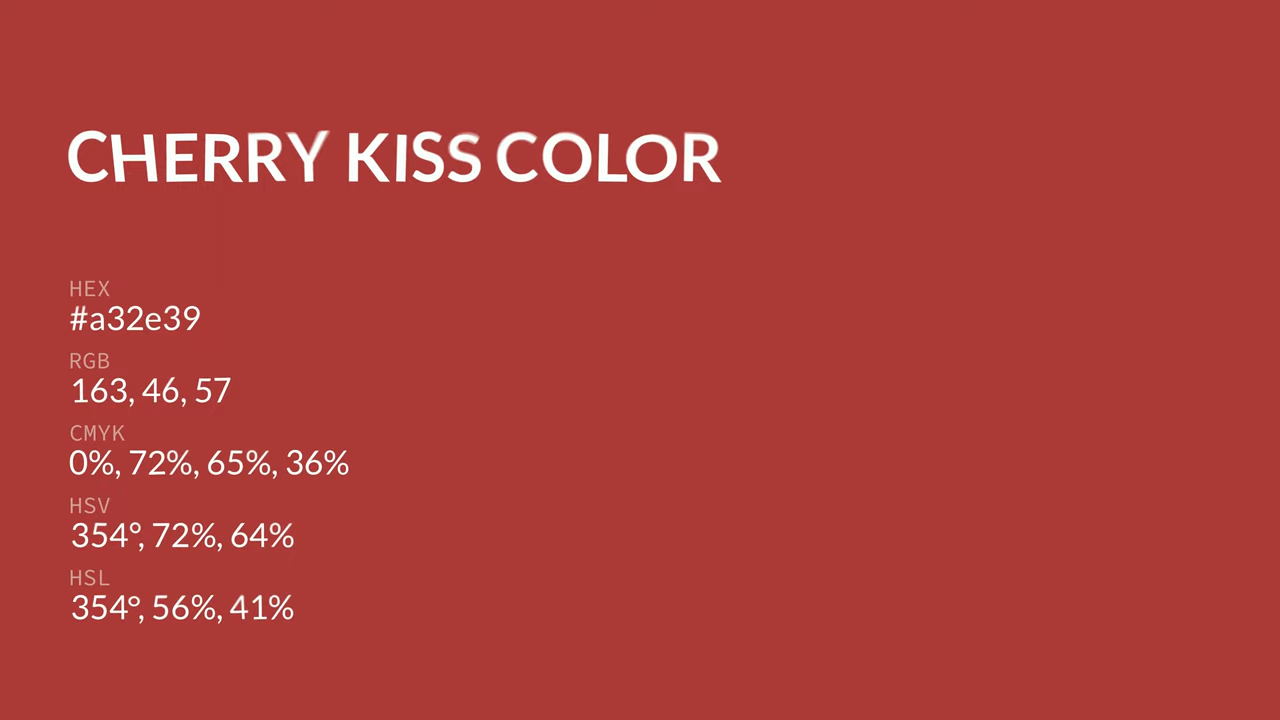 CHERRY KISS COLOR
HEX
#a32e39
RGB
163, 46, 57
CMYK
0%, 72%, 65%, 36%
HSV
354°, 72%, 64%
HSL
354°, 56%, 41%